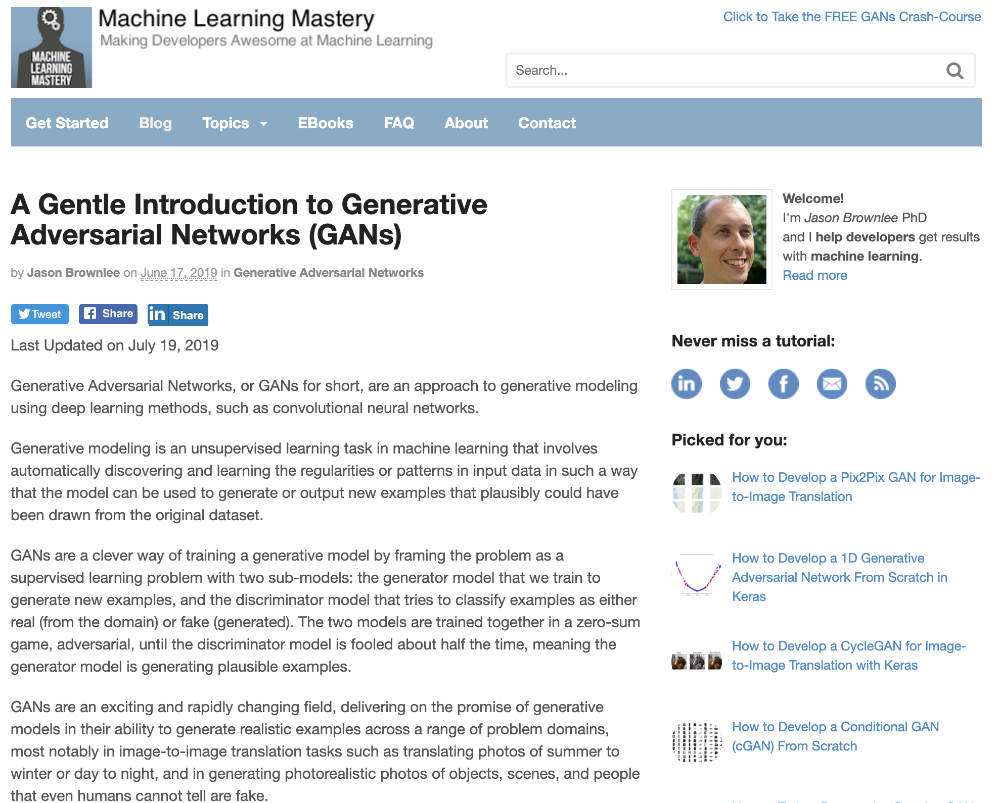 MACHINE
LEARNING
MASTERY
Machine Learning Mastery
Making Developers Awesome at Machine Learning
Click to Take the FREE GANs Crash-Course
Search...
Get Started Blog Topics EBooks FAQ About Contact
A Gentle Introduction to Generative
Adversarial Networks (GANs)
by Jason Brownlee on June 17, 2019 in Generative Adversarial Networks
Tweet Share in Share
Last Updated on July 19, 2019
Generative Adversarial Networks, or GANs for short, are an approach to generative modeling
using deep learning methods, such as convolutional neural networks.
Generative modeling is an unsupervised learning task in machine learning that involves
automatically discovering and learning the regularities or patterns in input data in such a way
that the model can be used to generate or output new examples that plausibly could have
been drawn from the original dataset.
GANs are a clever way of training a generative model by framing the problem as a
supervised learning problem with two sub-models: the generator model that we train to
generate new examples, and the discriminator model that tries to classify examples as either
real (from the domain) or fake (generated). The two models are trained together in a zero-sum
game, adversarial, until the discriminator model is fooled about half the time, meaning the
generator model is generating plausible examples.
GANs are an exciting and rapidly changing field, delivering on the promise of generative
models in their ability to generate realistic examples across a range of problem domains,
most notably in image-to-image translation tasks such as translating photos of summer to
winter or day to night, and in generating photorealistic photos of objects, scenes, and people
that even humans cannot tell are fake.
Welcome!
I'm Jason Brownlee PhD
and I help developers get results
with machine learning.
Read more
Never miss a tutorial:
in f
Picked for you:
How to Develop a Pix2Pix GAN for Image-
to-Image Translation
How to Develop a 1D Generative
Adversarial Network From Scratch in
Keras
How to Develop a CycleGAN for Image-
to-Image Translation with Keras
How to Develop a Conditional GAN
(cGAN) From Scratch